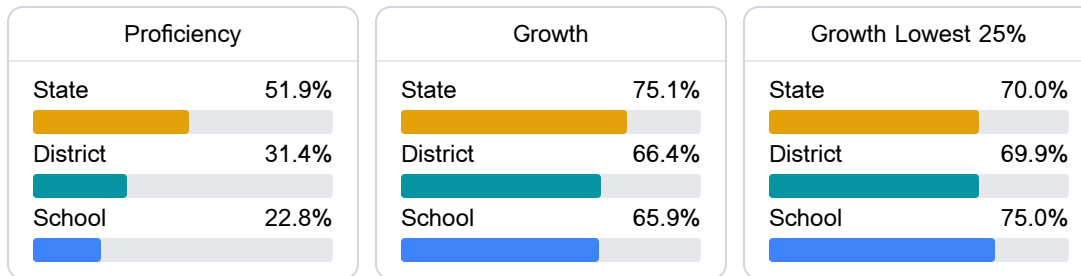 Proficiency
State 51.9%
District 31.4%
School 22.8%
Growth
State 75.1%
District 66.4%
School 65.9%
Growth Lowest 25%
State 70.0%
District 69.9%
School 75.0%